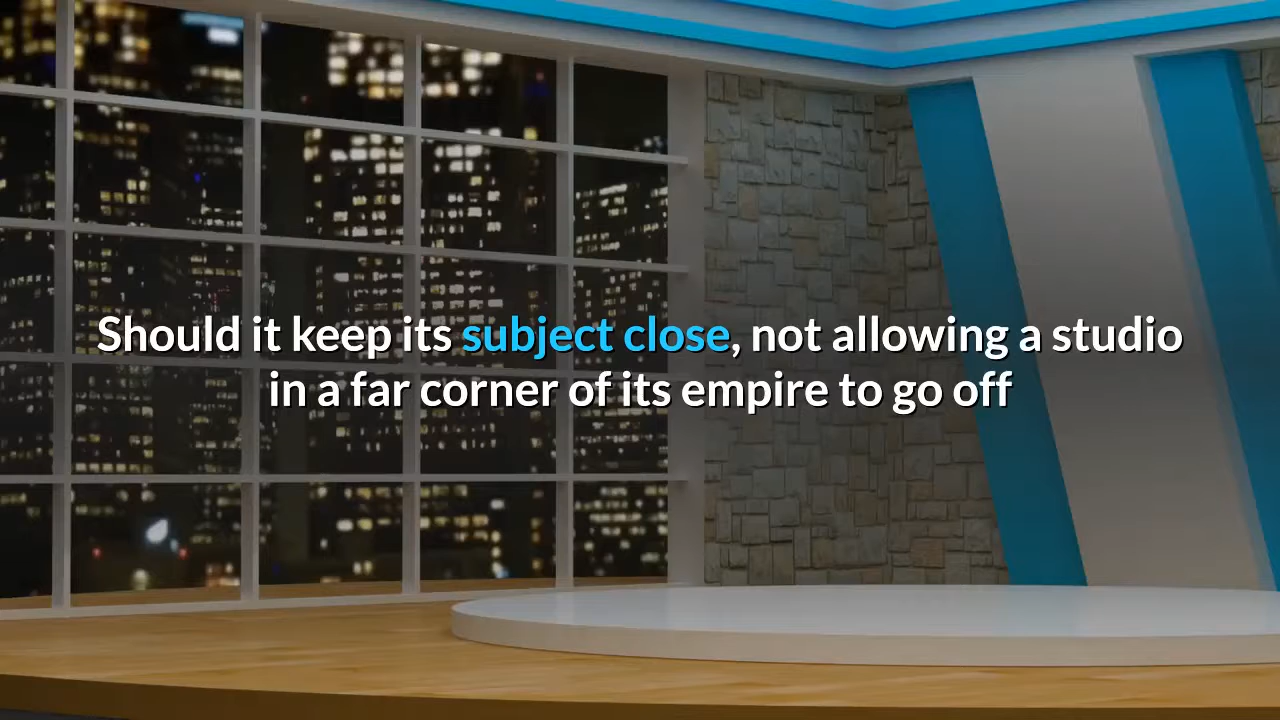 Should it keep its subject close, not allowing a studio
in a far corner of its empire to go off